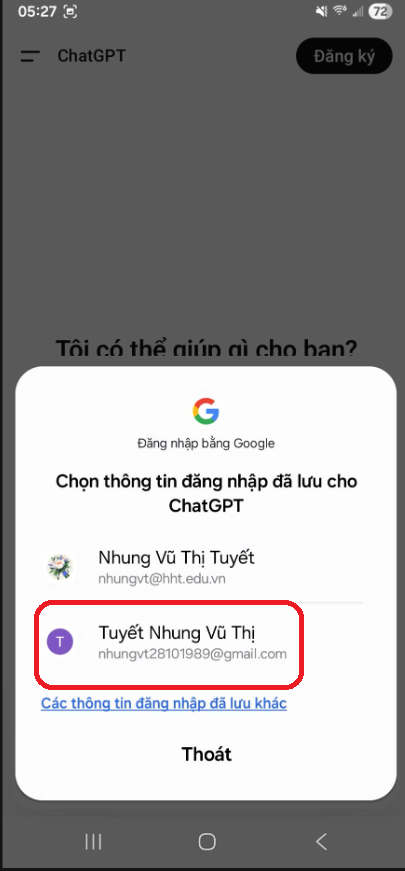 05:27
72
ChatGPT
Đăng ký
Tôi có thể giúp gì cho bạn?
Đăng nhập bằng Google
Chọn thông tin đăng nhập đã lưu cho
ChatGPT
Nhung Vũ Thị Tuyết
nhungvt@hht.edu.vn
T
Tuyết Nhung Vũ Thị
nhungvt28101989@gmail.com
Các thông tin đăng nhập đã lưu khác
Thoát